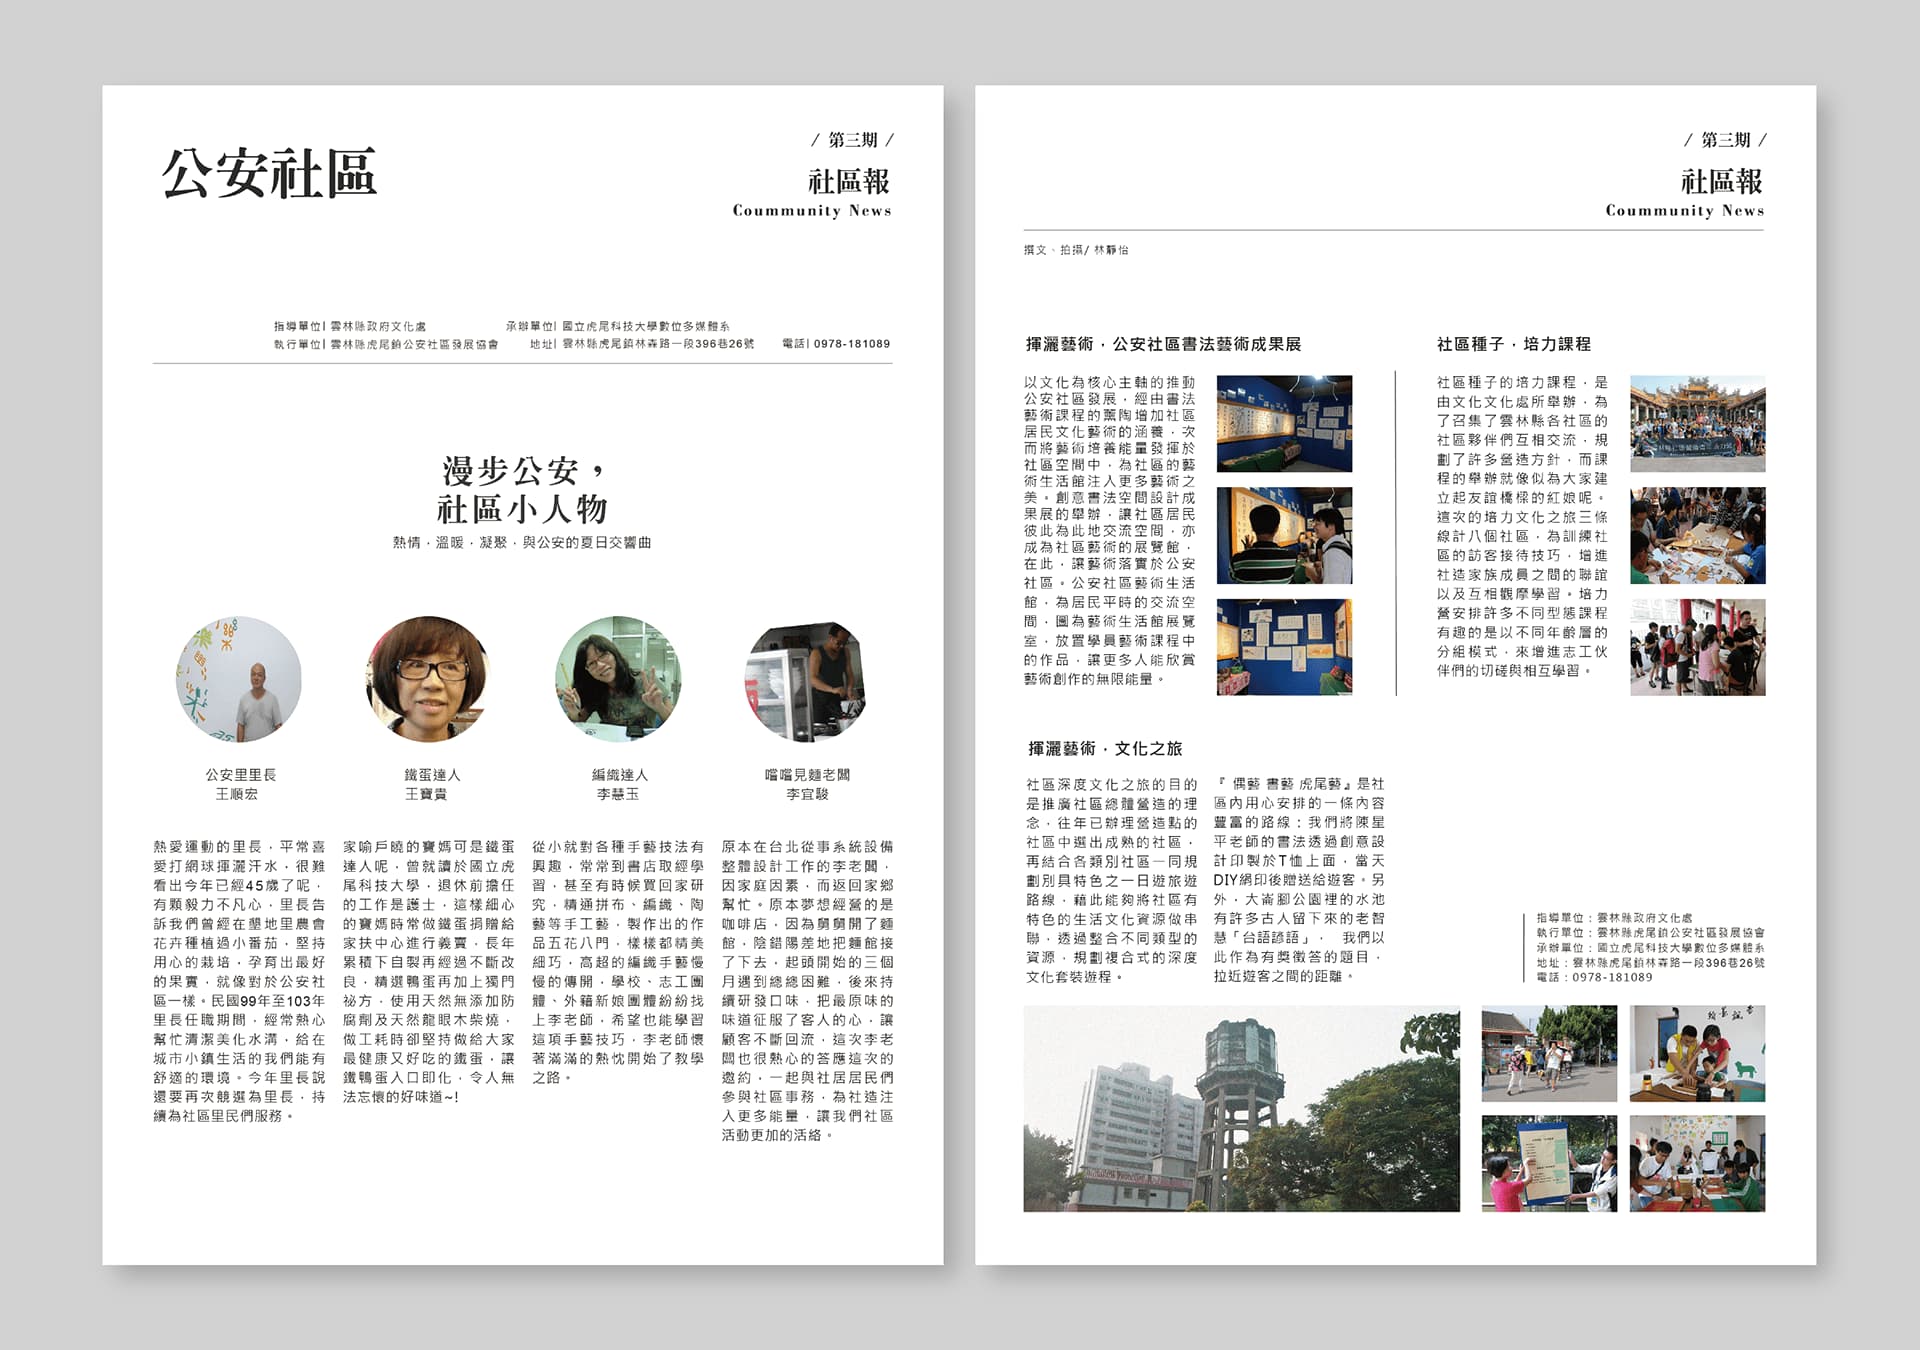 公安社區
/ 第三期 /
社區報
Coummunity News
指導單位| 雲林縣政府文化處 承辦單位| 國立虎尾科技大學數位多媒體系
執行單位| 雲林縣虎尾鎮公安社區發展協會 地址| 雲林縣虎尾鎮林森路一段396巷26號 電話| 0978-181089
漫步公安，
社區小人物
熱情．溫暖．凝聚．與公安的夏日交響曲
公安里里長
王順宏
鐵蛋達人
王寶貴
編織達人
李慧玉
嚐嚐見麵老闆
李宜駿
熱愛運動的里長，平常喜
愛打網球揮灑汗水，很難
看出今年已經45歲了呢，
有顆毅力不凡心，里長告
訴我們曾經在墾地里農會
花卉種植過小番茄，堅持
用心的栽培，孕育出最好
的果實，就像對於公安社
區一樣。民國99年至103年
里長任職期間，經常熱心
幫忙清潔美化水溝，給在
城市小鎮生活的我們能有
舒適的環境。今年里長說
還要再次競選為里長，持
續為社區里民們服務。
家喻戶曉的寶媽可是鐵蛋
達人呢，曾就讀於國立虎
尾科技大學，退休前擔任
的工作是護士，這樣細心
的寶媽時常做鐵蛋捐贈給
家扶中心進行義賣，長年
累積下自製再經過不斷改
良，精選鴨蛋再加上獨門
祕方，使用天然無添加防
腐劑及天然龍眼木柴燒，
做工耗時卻堅持做給大家
最健康又好吃的鐵蛋，讓
鐵鴨蛋入口即化，令人無
法忘懷的好味道~!
從小就對各種手藝技法有
興趣，常常到書店取經學
習，甚至有時候買回家研
究，精通拼布、編織、陶
藝等手工藝，製作出的作
品五花八門，樣樣都精美
細巧，高超的編織手藝慢
慢的傳開，學校、志工團
體、外籍新娘團體紛紛找
上李老師，希望也能學習
這項手藝技巧，李老師懷
著滿滿的熱忱開始了教學
之路。
原本在台北從事系統設備
整體設計工作的李老闆，
因家庭因素，而返回家鄉
幫忙。原本夢想經營的是
咖啡店，因為舅舅開了麵
館，陰錯陽差地把麵館接
了下去，起頭開始的三個
月遇到總總困難，後來持
續研發口味，把最原味的
味道征服了客人的心，讓
顧客不斷回流，這次李老
闆也很熱心的答應這次的
邀約，一起與社居居民們
參與社區事務，為社造注
入更多能量，讓我們社區
活動更加的活絡。
/ 第三期 /
社區報
Coummunity News
撰文、拍攝/ 林靜怡
揮灑藝術．公安社區書法藝術成果展
以文化為核心主軸的推動
公安社區發展，經由書法
藝術課程的薰陶增加社區
居民文化藝術的涵養，次
而將藝術培養能量發揮於
社區空間中，為社區的藝
術生活館注入更多藝術之
美。創意書法空間設計成
果展的舉辦，讓社區居民
彼此為此地交流空間，亦
成為社區藝術的展覽館，
在此，讓藝術落實於公安
社區。公安社區藝術生活
館，為居民平時的交流空
間，圖為藝術生活館展覽
室，放置學員藝術課程中
的作品，讓更多人能欣賞
藝術創作的無限能量。
社區種子．培力課程
社區種子的培力課程，是
由文化文化處所舉辦，為
了召集了雲林縣各社區的
社區夥伴們互相交流，規
劃了許多營造方針，而課
程的舉辦就像似為大家建
立起友誼橋樑的紅娘呢。
這次的培力文化之旅三條
線計八個社區，為訓練社
區的訪客接待技巧，增進
社造家族成員之間的聯誼
以及互相觀摩學習。培力
營安排許多不同型態課程
有趣的是以不同年齡層的
分組模式，來增進志工伙
伴們的切磋與相互學習。
揮灑藝術．文化之旅
社區深度文化之旅的目的
是推廣社區總體營造的理
念，往年已辦理營造點的
社區中選出成熟的社區，
再結合各類別社區一同規
劃別具特色之一日遊旅遊
路線，藉此能夠將社區有
特色的生活文化資源做串
聯，透過整合不同類型的
資源，規劃複合式的深度
文化套裝遊程。
『 偶藝 書藝 虎尾藝』是社
區內用心安排的一條內容
豐富的路線：我們將陳星
平老師的書法透過創意設
計印製於T恤上面，當天
DIY網印後贈送給遊客。另
外，大崙腳公園裡的水池
有許多古人留下來的老智
慧「台語諺語」， 我們以
此作為有獎徵答的題目，
拉近遊客之間的距離。
指導單位：雲林縣政府文化處
執行單位：雲林縣虎尾鎮公安社區發展協會
承辦單位：國立虎尾科技大學數位多媒體系
地址：雲林縣虎尾鎮林森路一段396巷26號
電話：0978-181089